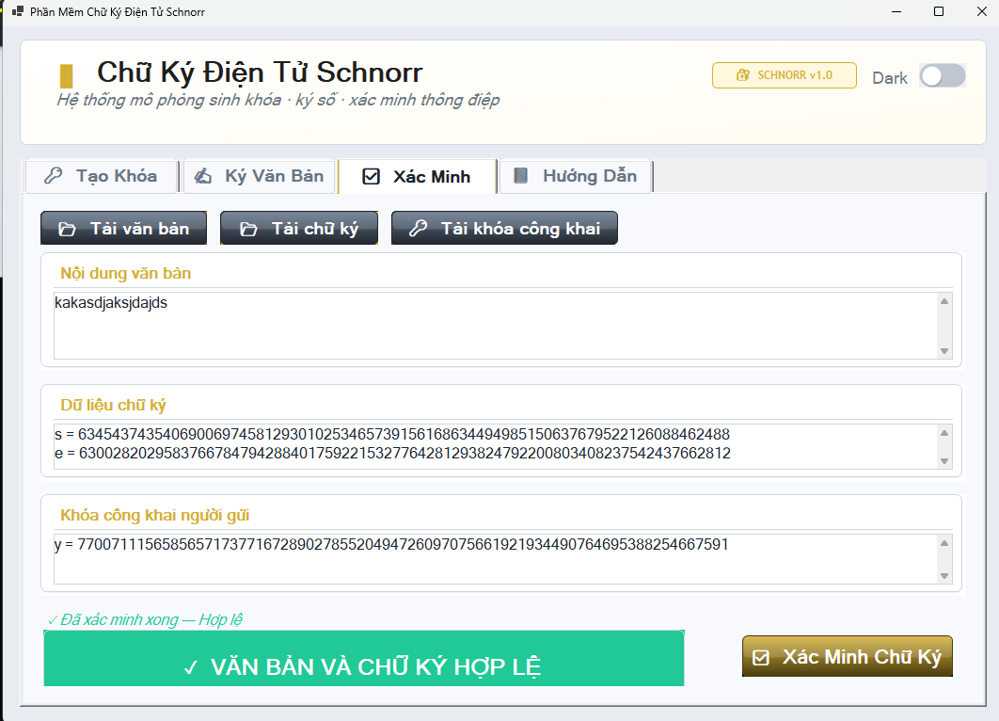 Phần Mềm Chữ Ký Điện Tử Schnorr
Chữ Ký Điện Tử Schnorr
Hệ thống mô phỏng sinh khóa · ký số · xác minh thông điệp
SCHNORR v1.0
Dark
Tạo Khóa
Ký Văn Bản
Xác Minh
Hướng Dẫn
Tải văn bản
Tải chữ ký
Tải khóa công khai
Nội dung văn bản
kakasdjaksjdajds
Dữ liệu chữ ký
s = 63454374354069006974581293010253465739156168634494985150637679522126088462488
e = 63002820295837667847942884017592215327764281293824792200803408237542437662812
Khóa công khai người gửi
y = 77007111565856571737716728902785520494726097075661921934490764695388254667591
✓ Đã xác minh xong — Hợp lệ
✓ VĂN BẢN VÀ CHỮ KÝ HỢP LỆ
Xác Minh Chữ Ký